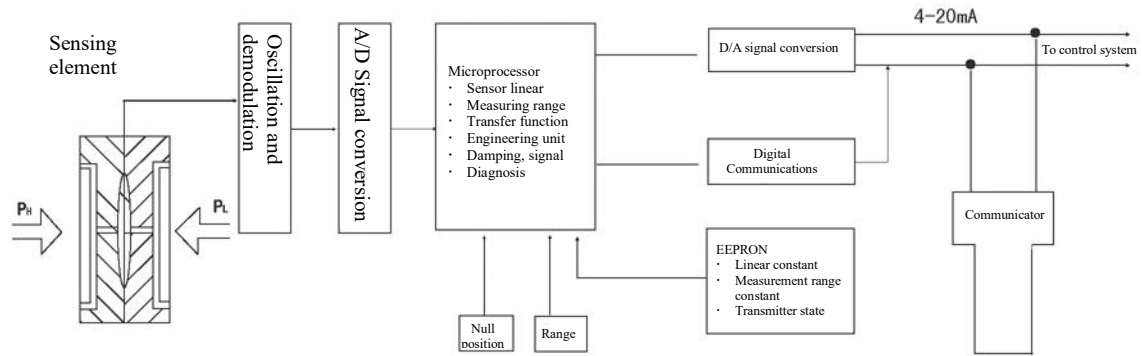 Sensing
element
P_H
P_L
Oscillation and
demodulation
A/D Signal conversion
Microprocessor
· Sensor linear
· Measuring range
· Transfer function
· Engineering unit
· Damping, signal
· Diagnosis
Null
position
Range
D/A signal conversion
Digital
Communications
EEPRON
· Linear constant
· Measurement range
constant
· Transmitter state
4-20mA
To control system
Communicator